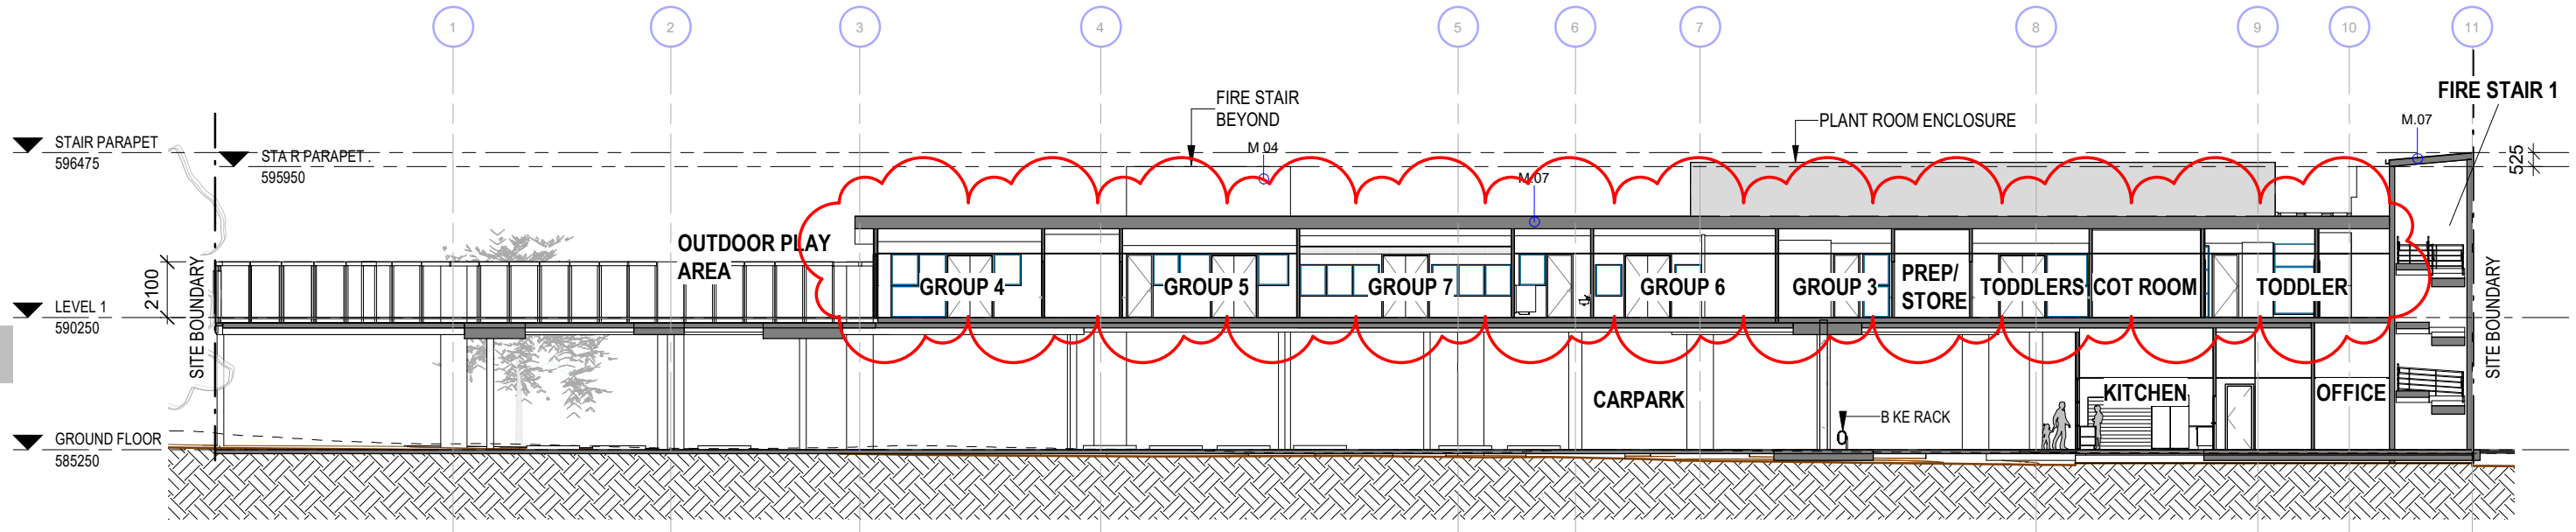 1
2
3
4
5
6
7
8
9
10
11
FIRE STAIR 1
FIRE STAIR
BEYOND
PLANT ROOM ENCLOSURE
M.07
STAIR PARAPET
596475
STA R PARAPET .
595950
M 04
M.07
525
OUTDOOR PLAY
AREA
2100
SITE BOUNDARY
LEVEL 1
590250
GROUP 4
GROUP 5
GROUP 7
GROUP 6
GROUP 3
PREP/
STORE
TODDLERS
COT ROOM
TODDLER
SITE BOUNDARY
CARPARK
B KE RACK
KITCHEN
OFFICE
GROUND FLOOR
585250